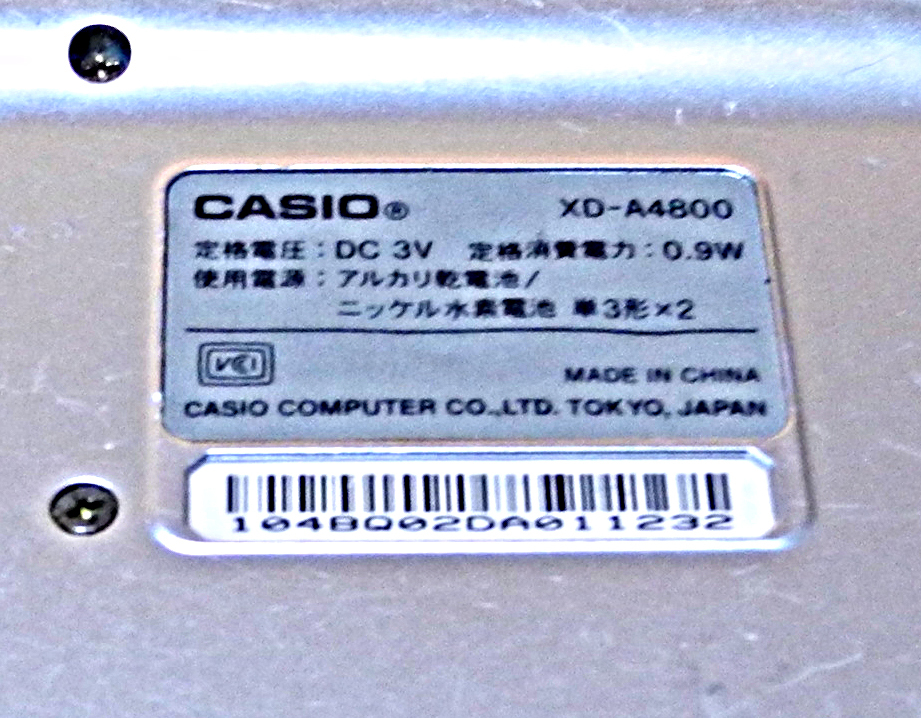 CASIO® XD-A4800
定格電圧：DC 3V 定格消費電力：0.9W
使用電源：アルカリ乾電池/
ニッケル水素電池 単3形×2
VCI
MADE IN CHINA
CASIO COMPUTER CO.,LTD. TOKYO, JAPAN
104BQ02DA011232